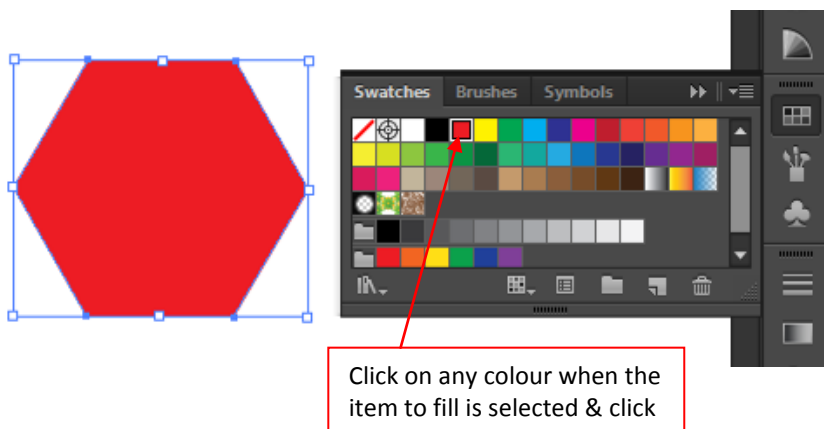 Swatches Brushes Symbols
Click on any colour when the
item to fill is selected & click